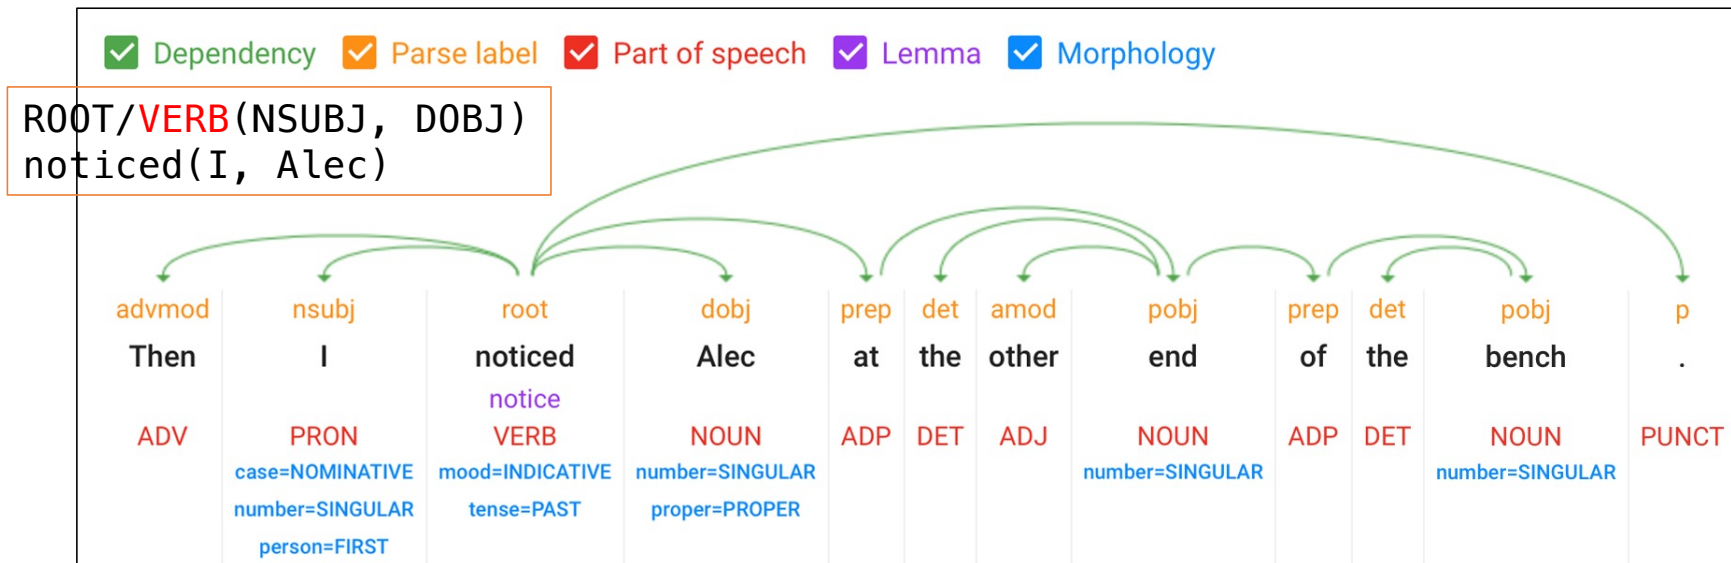 Dependency Parse label Part of speech Lemma Morphology
ROOT/VERB(NSUBJ, DOBJ)
noticed(I, Alec)
advmod nsubj root dobj prep det amod pobj prep det pobj p
Then I noticed Alec at the other end of the bench .
notice
ADV PRON VERB NOUN ADP DET ADJ NOUN ADP DET NOUN PUNCT
case=NOMINATIVE mood=INDICATIVE number=SINGULAR number=SINGULAR number=SINGULAR
number=SINGULAR tense=PAST proper=PROPER
person=FIRST